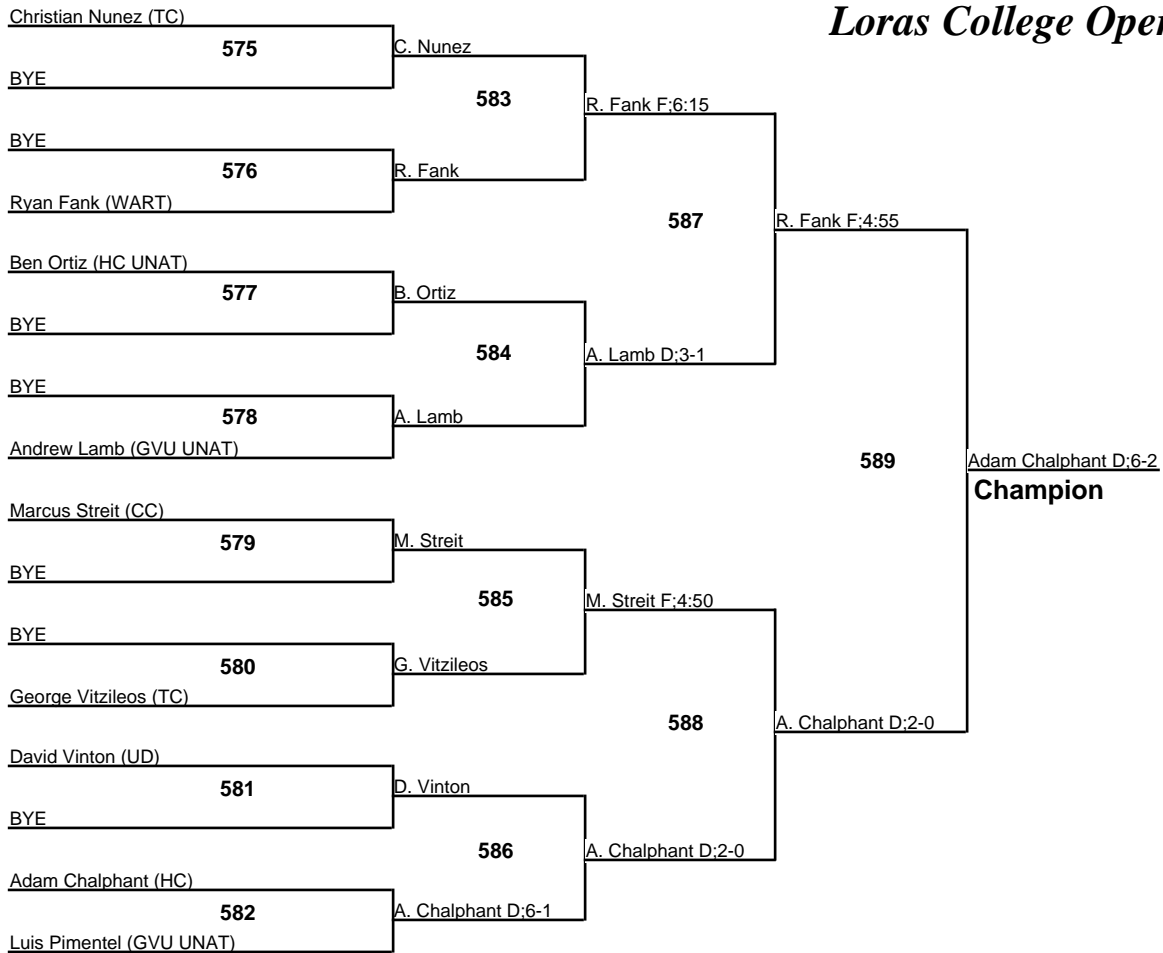 Christian Nunez (TC)
Loras College Open
575
C. Nunez
BYE
583
R. Fank F;6:15
BYE
576
R. Fank
Ryan Fank (WART)
587
R. Fank F;4:55
Ben Ortiz (HC UNAT)
577
B. Ortiz
BYE
584
A. Lamb D;3-1
BYE
578
A. Lamb
Andrew Lamb (GVU UNAT)
589
Adam Chalphant D;6-2
Champion
Marcus Streit (CC)
579
M. Streit
BYE
585
M. Streit F;4:50
BYE
580
G. Vitzileos
George Vitzileos (TC)
588
A. Chalphant D;2-0
David Vinton (UD)
581
D. Vinton
BYE
586
A. Chalphant D;2-0
Adam Chalphant (HC)
582
A. Chalphant D;6-1
Luis Pimentel (GVU UNAT)